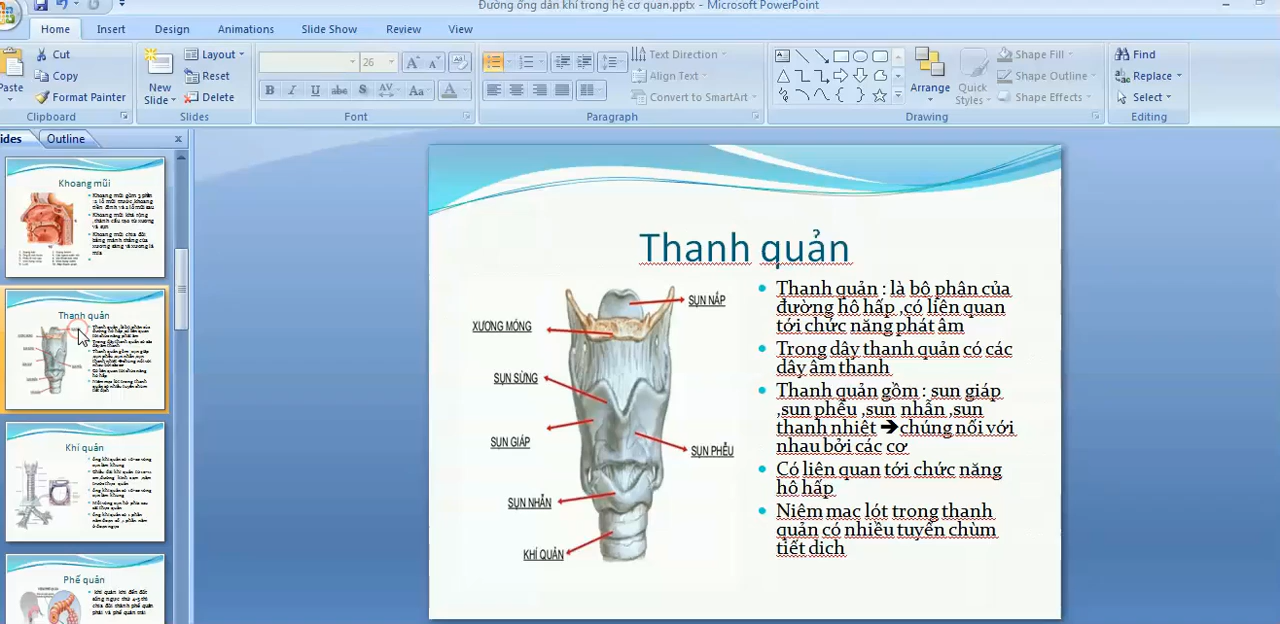 Đường ống dẫn khí trong hệ cơ quan.pptx - Microsoft PowerPoint
Home Insert Design Animations Slide Show Review View
Cut
Copy
Format Painter
Paste
Clipboard
New
Slide
Layout
Reset
Delete
Slides
26
B I U abc S AV Aa A
Font
Text Direction
Align Text
Convert to SmartArt
Paragraph
Arrange
Quick
Styles
Shape Fill
Shape Outline
Shape Effects
Drawing
Find
Replace
Select
Editing
ides Outline
Khoang mũi
Thanh quản
Khí quản
Phế quản
Thanh quản
SỤN NẮP
XƯƠNG MÓNG
SỤN SỪNG
SỤN GIÁP
SỤN PHỄU
SỤN NHẪN
KHÍ QUẢN
Thanh quản : là bộ phận của
đường hô hấp ,có liên quan
tới chức năng phát âm
Trong dây thanh quản có các
dây âm thanh
Thanh quản gồm : sụn giáp
,sụn phễu ,sụn nhẫn ,sụn
thanh nhiệt ➔chúng nối với
nhau bởi các cơ
Có liên quan tới chức năng
hô hấp
Niêm mạc lót trong thanh
quản có nhiều tuyến chùm
tiết dịch